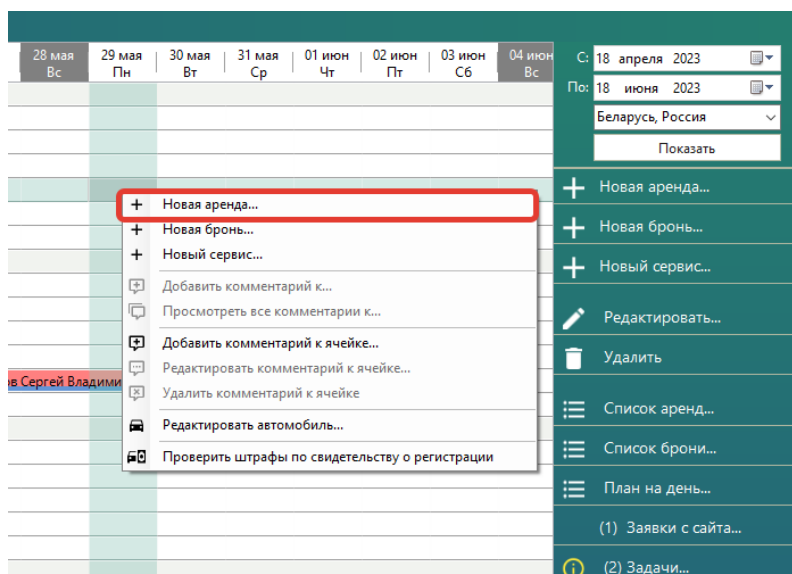 28 мая 29 мая 30 мая 31 мая 01 июн 02 июн 03 июн 04 июн
Вс Пн Вт Ср Чт Пт Сб Вс
С: 18 апреля 2023
По: 18 июня 2023
Беларусь, Россия
Показать
Новая аренда...
Новая бронь...
Новый сервис...
Добавить комментарий к...
Просмотреть все комментарии к...
Добавить комментарий к ячейке...
Редактировать комментарий к ячейке...
Удалить комментарий к ячейке
Редактировать автомобиль...
Проверить штрафы по свидетельству о регистрации
ов Сергей Владими
Новая аренда...
Новая бронь...
Новый сервис...
Редактировать...
Удалить
Список аренд...
Список брони...
План на день...
(1) Заявки с сайта...
(2) Задачи...